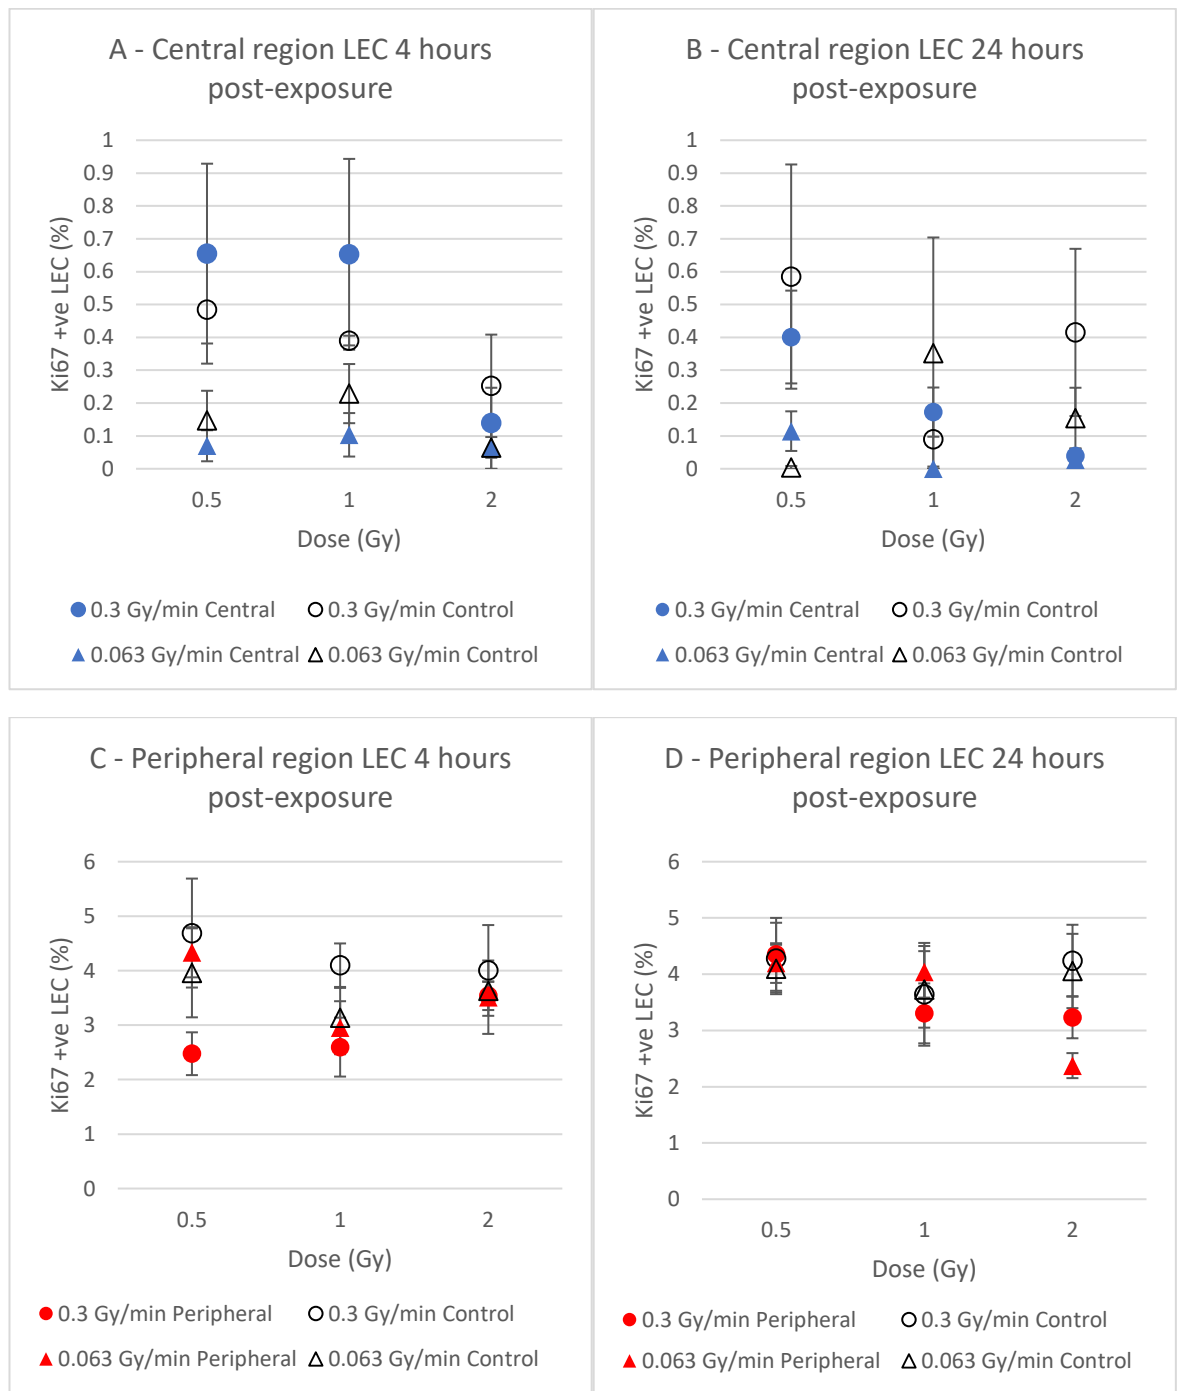 A - Central region LEC 4 hours
post-exposure
1
0.9
0.8
0.7
0.6
0.5
0.4
0.3
0.2
0.1
0
Ki67 +ve LEC (%)
0.5 1 2
Dose (Gy)
0.3 Gy/min Central 0.3 Gy/min Control
0.063 Gy/min Central 0.063 Gy/min Control
B - Central region LEC 24 hours
post-exposure
1
0.9
0.8
0.7
0.6
0.5
0.4
0.3
0.2
0.1
0
Ki67 +ve LEC (%)
0.5 1 2
Dose (Gy)
0.3 Gy/min Central 0.3 Gy/min Control
0.063 Gy/min Central 0.063 Gy/min Control
C - Peripheral region LEC 4 hours
post-exposure
6
5
4
3
2
1
0
Ki67 +ve LEC (%)
0.5 1 2
Dose (Gy)
0.3 Gy/min Peripheral 0.3 Gy/min Control
0.063 Gy/min Peripheral 0.063 Gy/min Control
D - Peripheral region LEC 24 hours
post-exposure
6
5
4
3
2
1
0
Ki67 +ve LEC (%)
0.5 1 2
Dose (Gy)
0.3 Gy/min Peripheral 0.3 Gy/min Control
0.063 Gy/min Peripheral 0.063 Gy/min Control